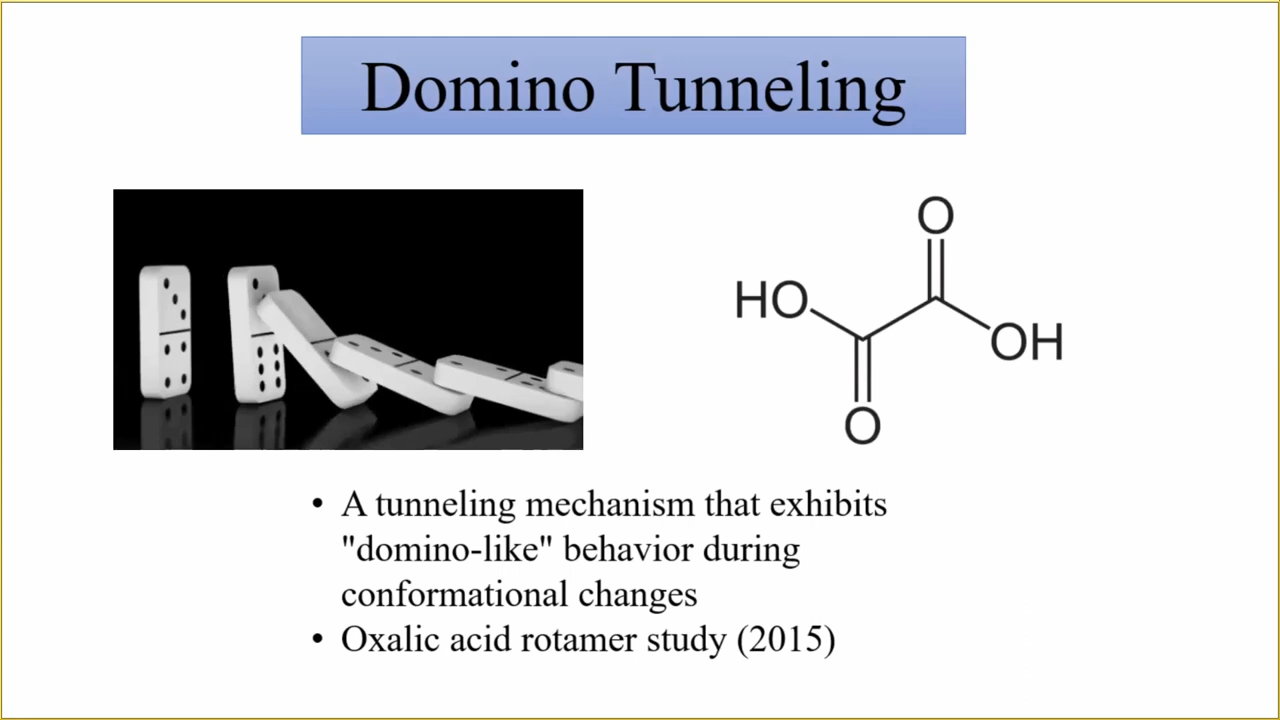 Domino Tunneling
O
HO
OH
O
• A tunneling mechanism that exhibits
"domino-like" behavior during
conformational changes
• Oxalic acid rotamer study (2015)